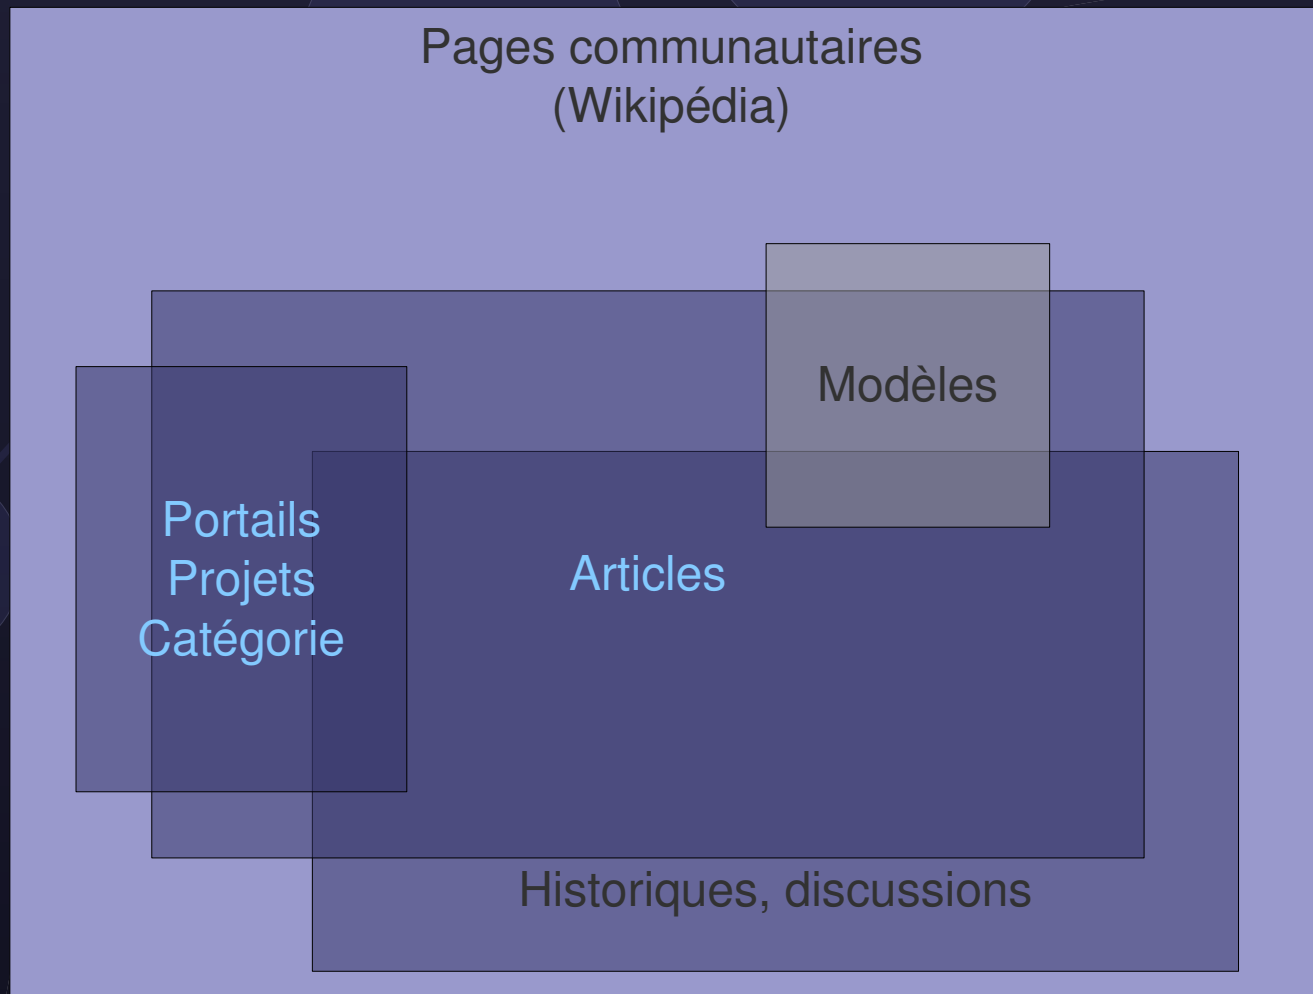 Pages communautaires
(Wikipédia)
Modèles
Portails
Projets
Catégorie
Articles
Historiques, discussions